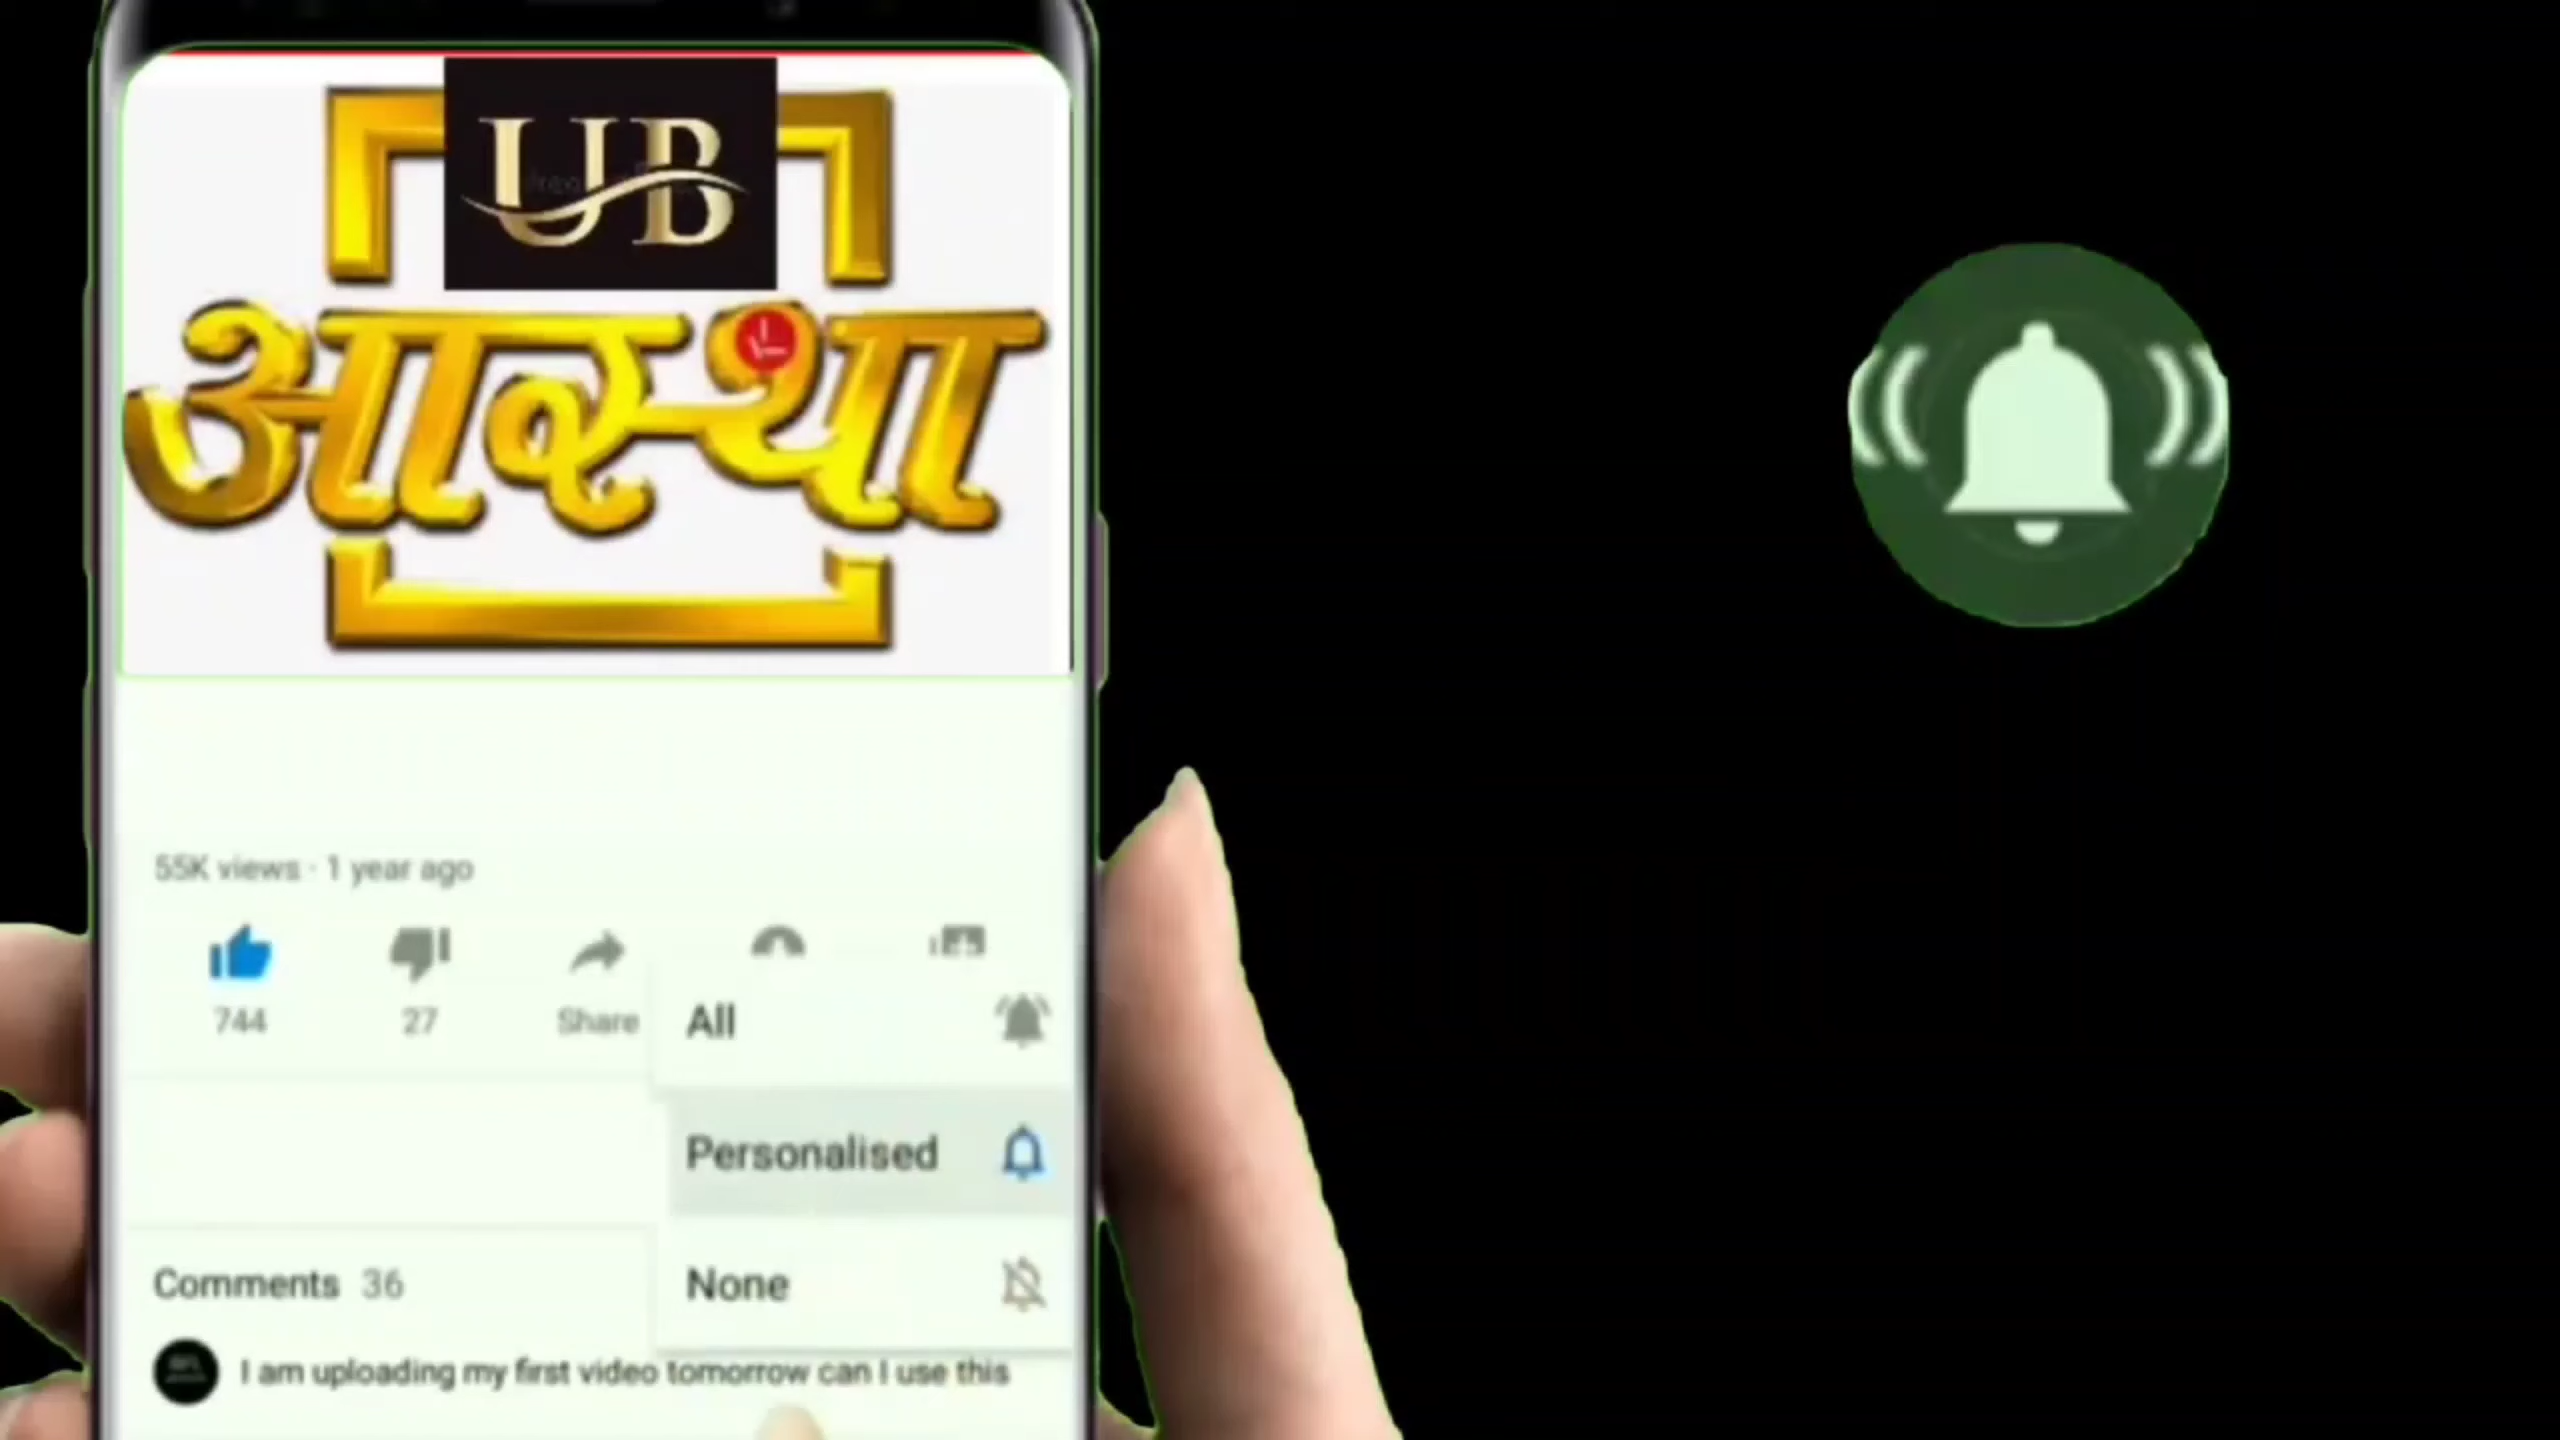 UB
आस्था
55K views · 1 year ago
744
27
Share
All
Personalised
None
Comments 36
I am uploading my first video tomorrow can I use this